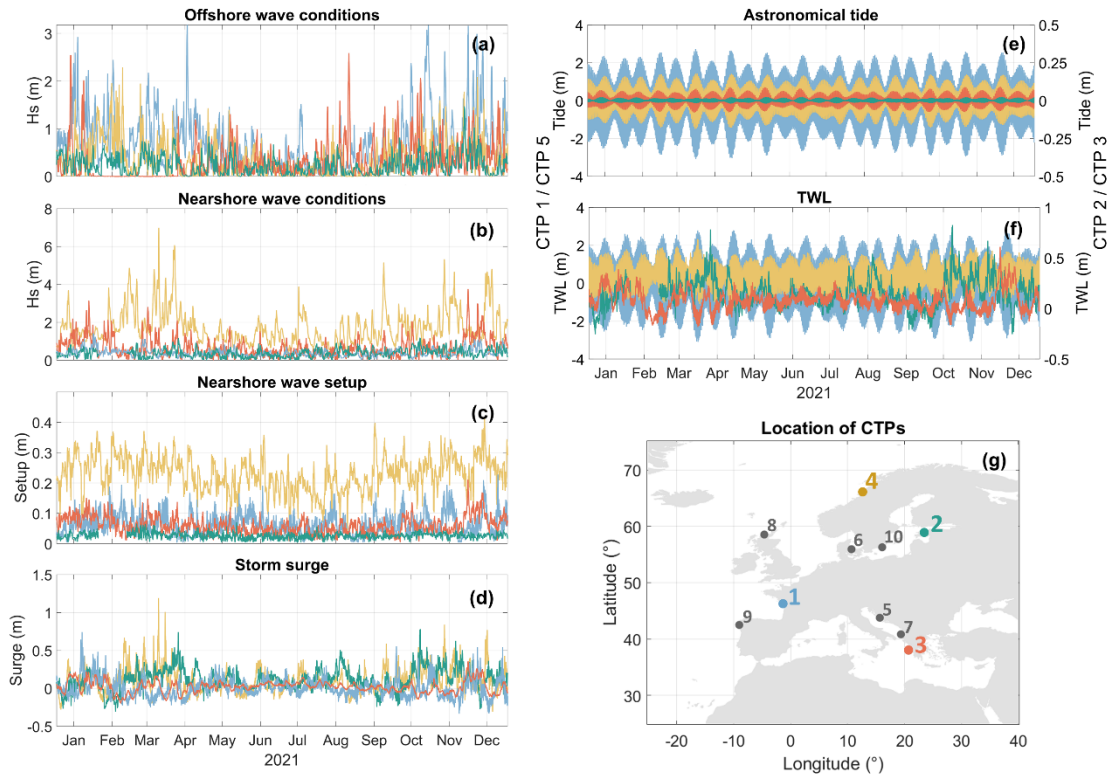 Offshore wave conditions
(a)
3
2
1
0
Hs (m)
Nearshore wave conditions
(b)
8
6
4
2
0
Hs (m)
Nearshore wave setup
(c)
0.4
0.3
0.2
0.1
0
Setup (m)
Storm surge
(d)
1.5
1
0.5
0
-0.5
Surge (m)
Jan Feb Mar Apr May Jun Jul Aug Sep Oct Nov Dec
2021
Astronomical tide
(e)
4
2
0
-2
-4
Tide (m)
0.5
0.25
0
-0.25
-0.5
Tide (m)
CTP 1 / CTP 5
CTP 2 / CTP 3
TWL
(f)
4
2
0
-2
-4
TWL (m)
1
0.5
0
-0.5
TWL (m)
Jan Feb Mar Apr May Jun Jul Aug Sep Oct Nov Dec
2021
Location of CTPs
(g)
70
60
50
40
30
Latitude (°)
4
8
2
6
10
1
5
9
7
3
-20 -10 0 10 20 30 40
Longitude (°)